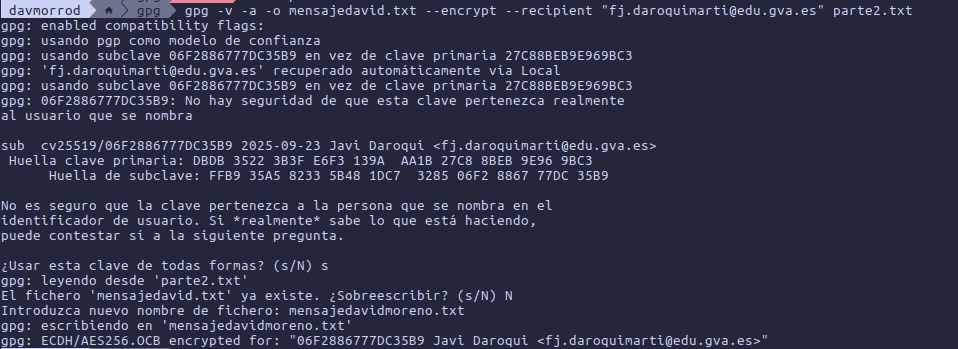 davmorrod gpg gpg -v -a -o mensajedavid.txt --encrypt --recipient "fj.daroquimarti@edu.gva.es" parte2.txt
gpg: enabled compatibility flags:
gpg: usando pgp como modelo de confianza
gpg: usando subclave 06F2886777DC35B9 en vez de clave primaria 27C88BEB9E969BC3
gpg: 'fj.daroquimarti@edu.gva.es' recuperado automáticamente vía Local
gpg: usando subclave 06F2886777DC35B9 en vez de clave primaria 27C88BEB9E969BC3
gpg: 06F2886777DC35B9: No hay seguridad de que esta clave pertenezca realmente
al usuario que se nombra
sub  cv25519/06F2886777DC35B9 2025-09-23 Javi Daroqui <fj.daroquimarti@edu.gva.es>
Huella clave primaria: DBDB 3522 3B3F E6F3 139A  AA1B 27C8 8BEB 9E96 9BC3
Huella de subclave: FFB9 35A5 8233 5B48 1DC7  3285 06F2 8867 77DC 35B9
No es seguro que la clave pertenezca a la persona que se nombra en el
identificador de usuario. Si *realmente* sabe lo que está haciendo,
puede contestar sí a la siguiente pregunta.
¿Usar esta clave de todas formas? (s/N) s
gpg: leyendo desde 'parte2.txt'
El fichero 'mensajedavid.txt' ya existe. ¿Sobreescribir? (s/N) N
Introduzca nuevo nombre de fichero: mensajedavidmoreno.txt
gpg: escribiendo en 'mensajedavidmoreno.txt'
gpg: ECDH/AES256.OCB encrypted for: "06F2886777DC35B9 Javi Daroqui <fj.daroquimarti@edu.gva.es>"